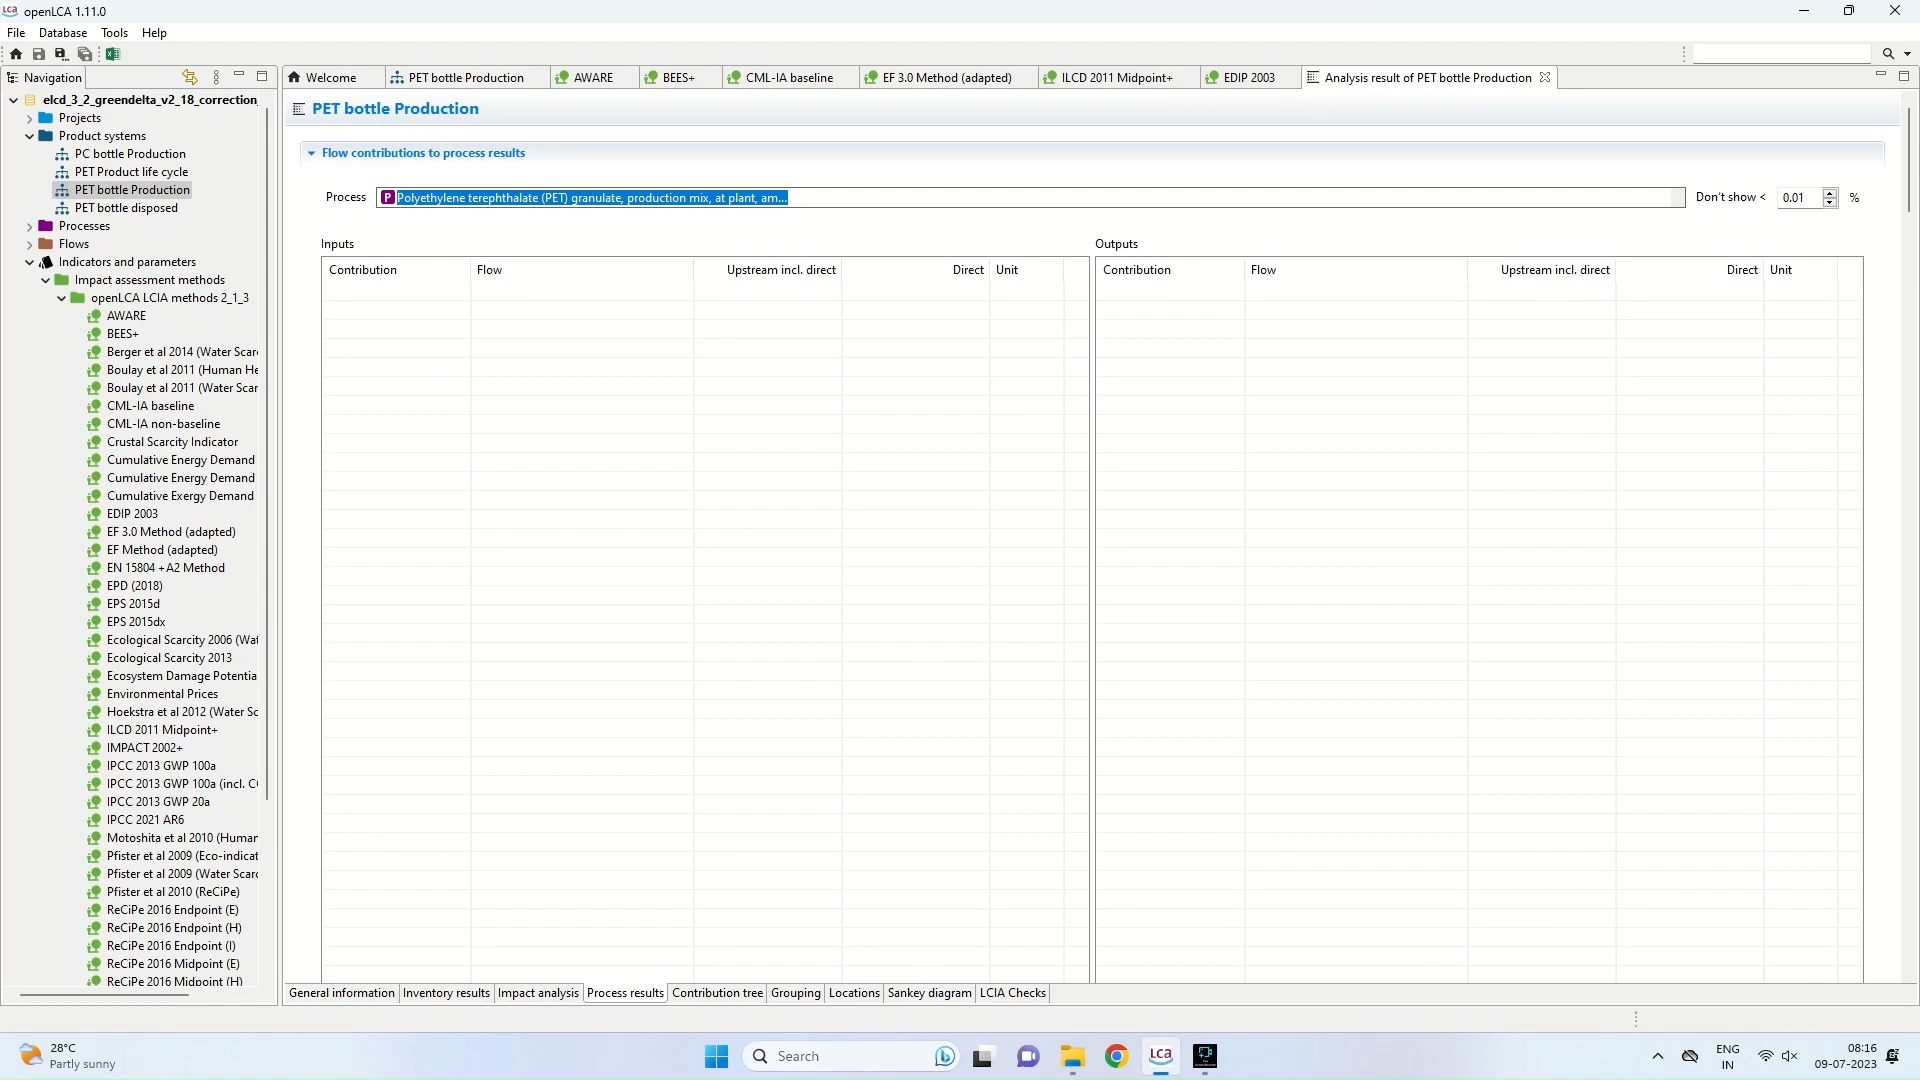 openLCA 1.11.0
File Database Tools Help
Navigation
Welcome PET bottle Production AWARE BEES+ CML-IA baseline EF 3.0 Method (adapted) ILCD 2011 Midpoint+ EDIP 2003 Analysis result of PET bottle Production
elcd_3_2_greendelta_v2_18_correction_
Projects
Product systems
PC bottle Production
PET Product life cycle
PET bottle Production
PET bottle disposed
Processes
Flows
Indicators and parameters
Impact assessment methods
openLCA LCIA methods 2_1_3
AWARE
BEES+
Berger et al 2014 (Water Scar
Boulay et al 2011 (Human He
Boulay et al 2011 (Water Scar
CML-IA baseline
CML-IA non-baseline
Crustal Scarcity Indicator
Cumulative Energy Demand
Cumulative Energy Demand
Cumulative Exergy Demand
EDIP 2003
EF 3.0 Method (adapted)
EF Method (adapted)
EN 15804 +A2 Method
EPD (2018)
EPS 2015d
EPS 2015dx
Ecological Scarcity 2006 (Wat
Ecological Scarcity 2013
Ecosystem Damage Potentia
Environmental Prices
Hoekstra et al 2012 (Water Sc
ILCD 2011 Midpoint+
IMPACT 2002+
IPCC 2013 GWP 100a
IPCC 2013 GWP 100a (incl. C
IPCC 2013 GWP 20a
IPCC 2021 AR6
Motoshita et al 2010 (Human
Pfister et al 2009 (Eco-indicat
Pfister et al 2009 (Water Scar
Pfister et al 2010 (ReCiPe)
ReCiPe 2016 Endpoint (E)
ReCiPe 2016 Endpoint (H)
ReCiPe 2016 Endpoint (I)
ReCiPe 2016 Midpoint (E)
ReCiPe 2016 Midpoint (H)
PET bottle Production
Flow contributions to process results
Process P Polyethylene terephthalate (PET) granulate, production mix, at plant, am... Don't show < 0.01 %
Inputs Outputs
Contribution Flow Upstream incl. direct Direct Unit Contribution Flow Upstream incl. direct Direct Unit
General information Inventory results Impact analysis Process results Contribution tree Grouping Locations Sankey diagram LCIA Checks
28°C
Partly sunny
Search
LCA
ENG
IN
08:16
09-07-2023